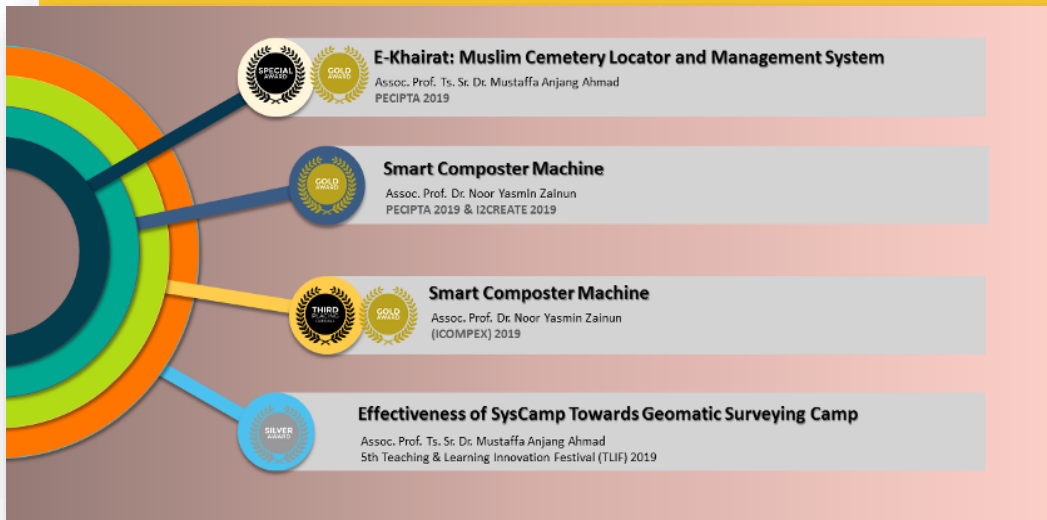 SPECIAL
AWARD
GOLD
AWARD
E-Khairat: Muslim Cemetery Locator and Management System
Assoc. Prof. Ts. Sr. Dr. Mustaffa Anjang Ahmad
PECIPTA 2019
GOLD
AWARD
Smart Composter Machine
Assoc. Prof. Dr. Noor Yasmin Zainun
PECIPTA 2019 & I2CREATE 2019
THIRD
PLACING
GOLD
AWARD
Smart Composter Machine
Assoc. Prof. Dr. Noor Yasmin Zainun
(ICOMPEX) 2019
SILVER
AWARD
Effectiveness of SysCamp Towards Geomatic Surveying Camp
Assoc. Prof. Ts. Sr. Dr. Mustaffa Anjang Ahmad
5th Teaching & Learning Innovation Festival (TLIF) 2019